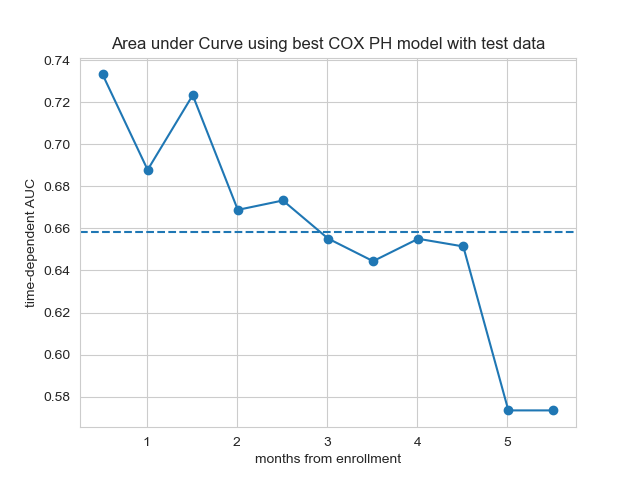 Area under Curve using best COX PH model with test data
time-dependent AUC
0.74
0.72
0.70
0.68
0.66
0.64
0.62
0.60
0.58
1 2 3 4 5
months from enrollment